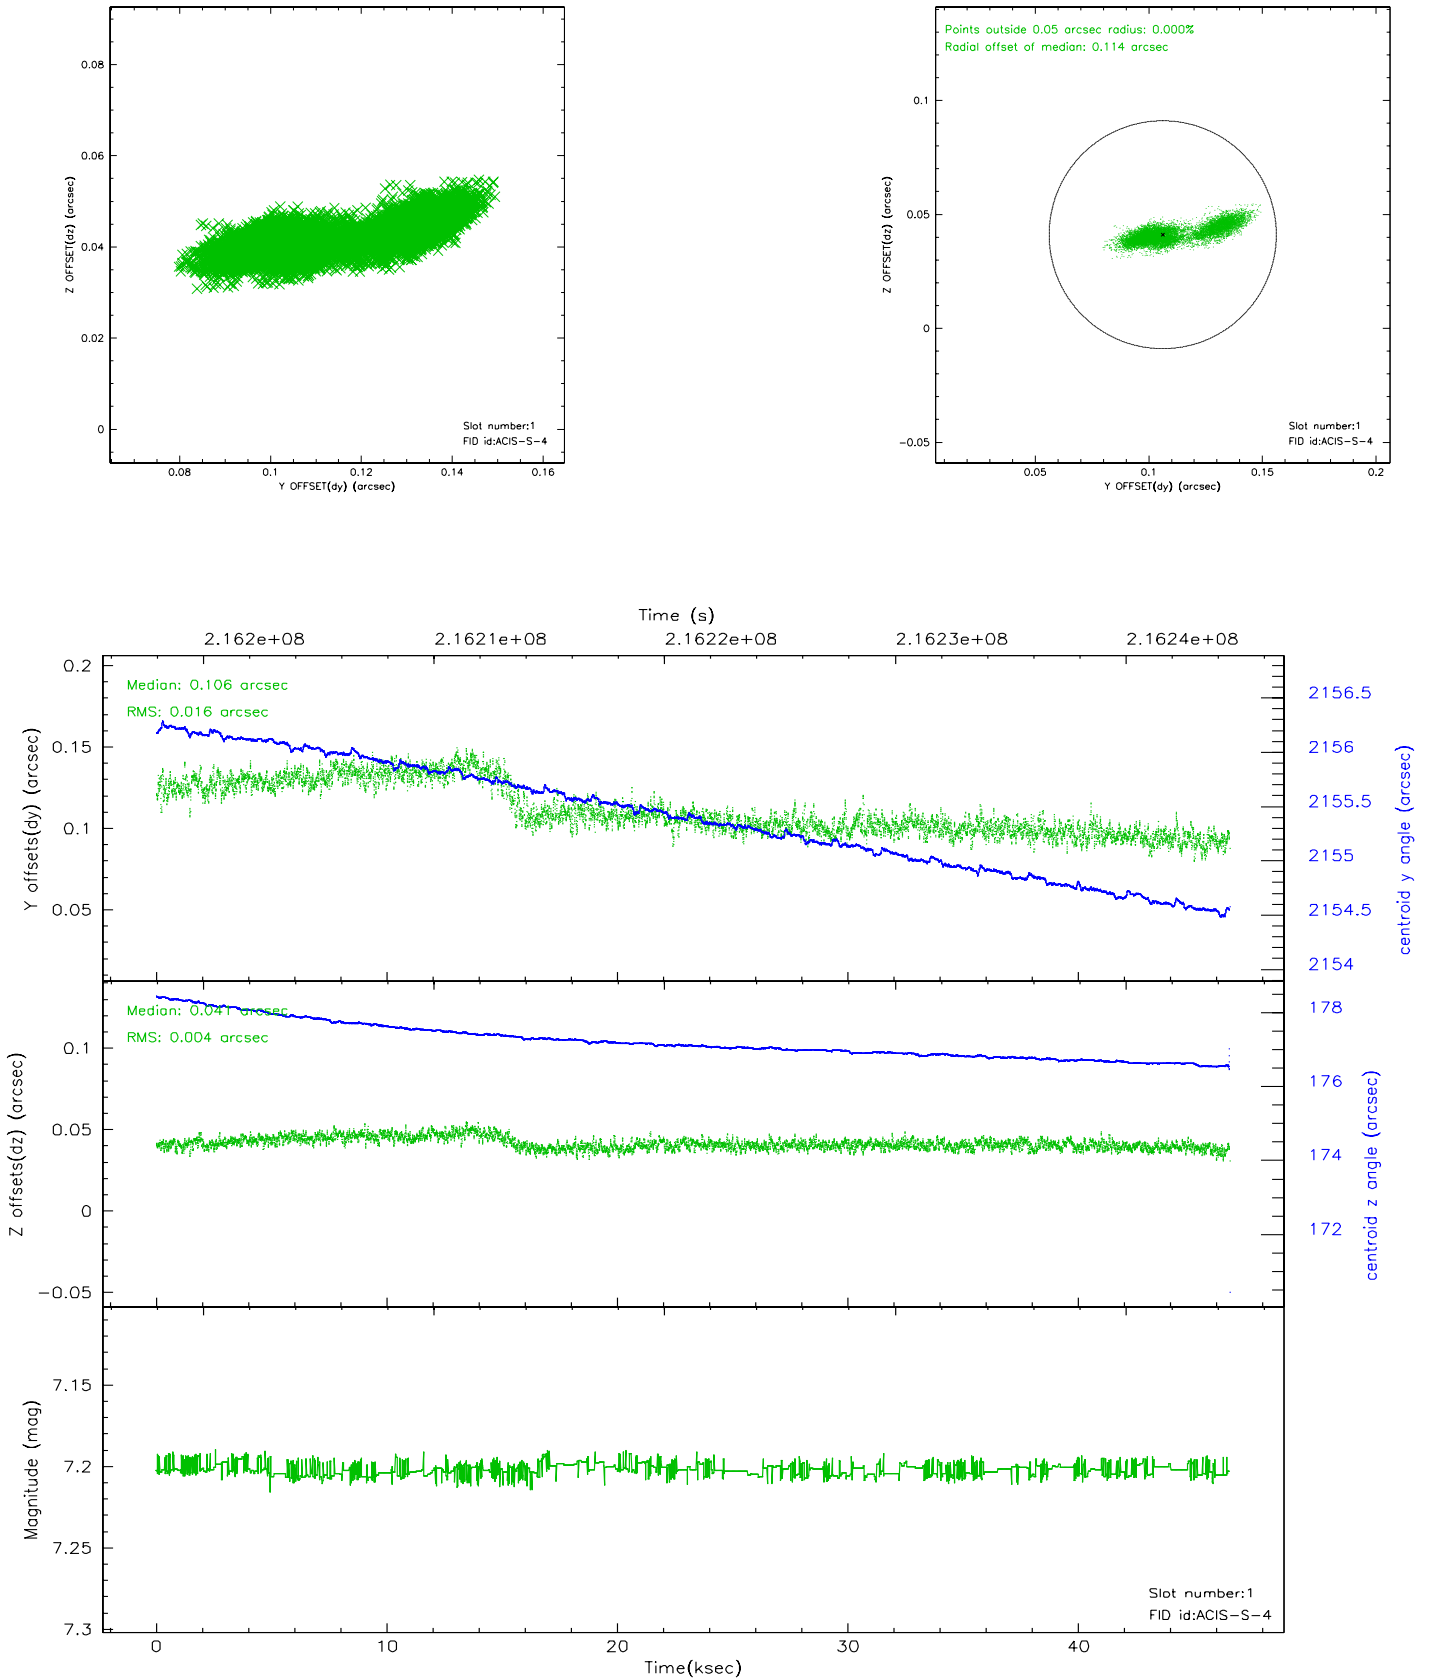 0.08
0.06
0.04
0.02
0
Z OFFSET(dz) (arcsec)
Slot number:1
FID id:ACIS-S-4
0.08 0.1 0.12 0.14 0.16
Y OFFSET(dy) (arcsec)
Points outside 0.05 arcsec radius: 0.000%
Radial offset of median: 0.114 arcsec
0.1
0.05
0
-0.05
Z OFFSET(dz) (arcsec)
Slot number:1
FID id:ACIS-S-4
0.05 0.1 0.15 0.2
Y OFFSET(dy) (arcsec)
Time (s)
2.162e+08 2.1621e+08 2.1622e+08 2.1623e+08 2.1624e+08
Median: 0.106 arcsec
RMS: 0.016 arcsec
0.2
0.15
0.1
0.05
Y offsets(dy) (arcsec)
2156.5
2156
2155.5
2155
2154.5
2154
centroid y angle (arcsec)
Median: 0.041 arcsec
RMS: 0.004 arcsec
0.1
0.05
0
-0.05
Z offsets(dz) (arcsec)
178
176
174
172
centroid z angle (arcsec)
7.15
7.2
7.25
7.3
Magnitude (mag)
Slot number:1
FID id:ACIS-S-4
0 10 20 30 40
Time(ksec)